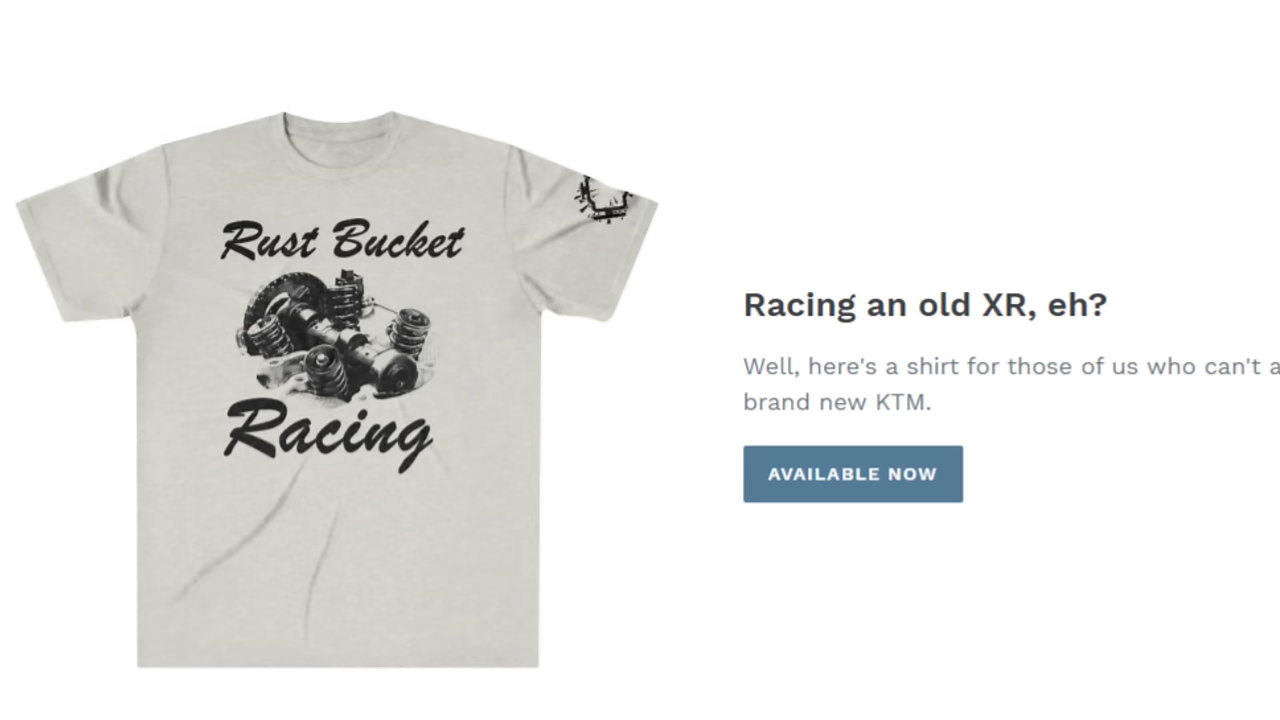 Rust Bucket
Racing
Racing an old XR, eh?
Well, here's a shirt for those of us who can't
brand new KTM.
AVAILABLE NOW